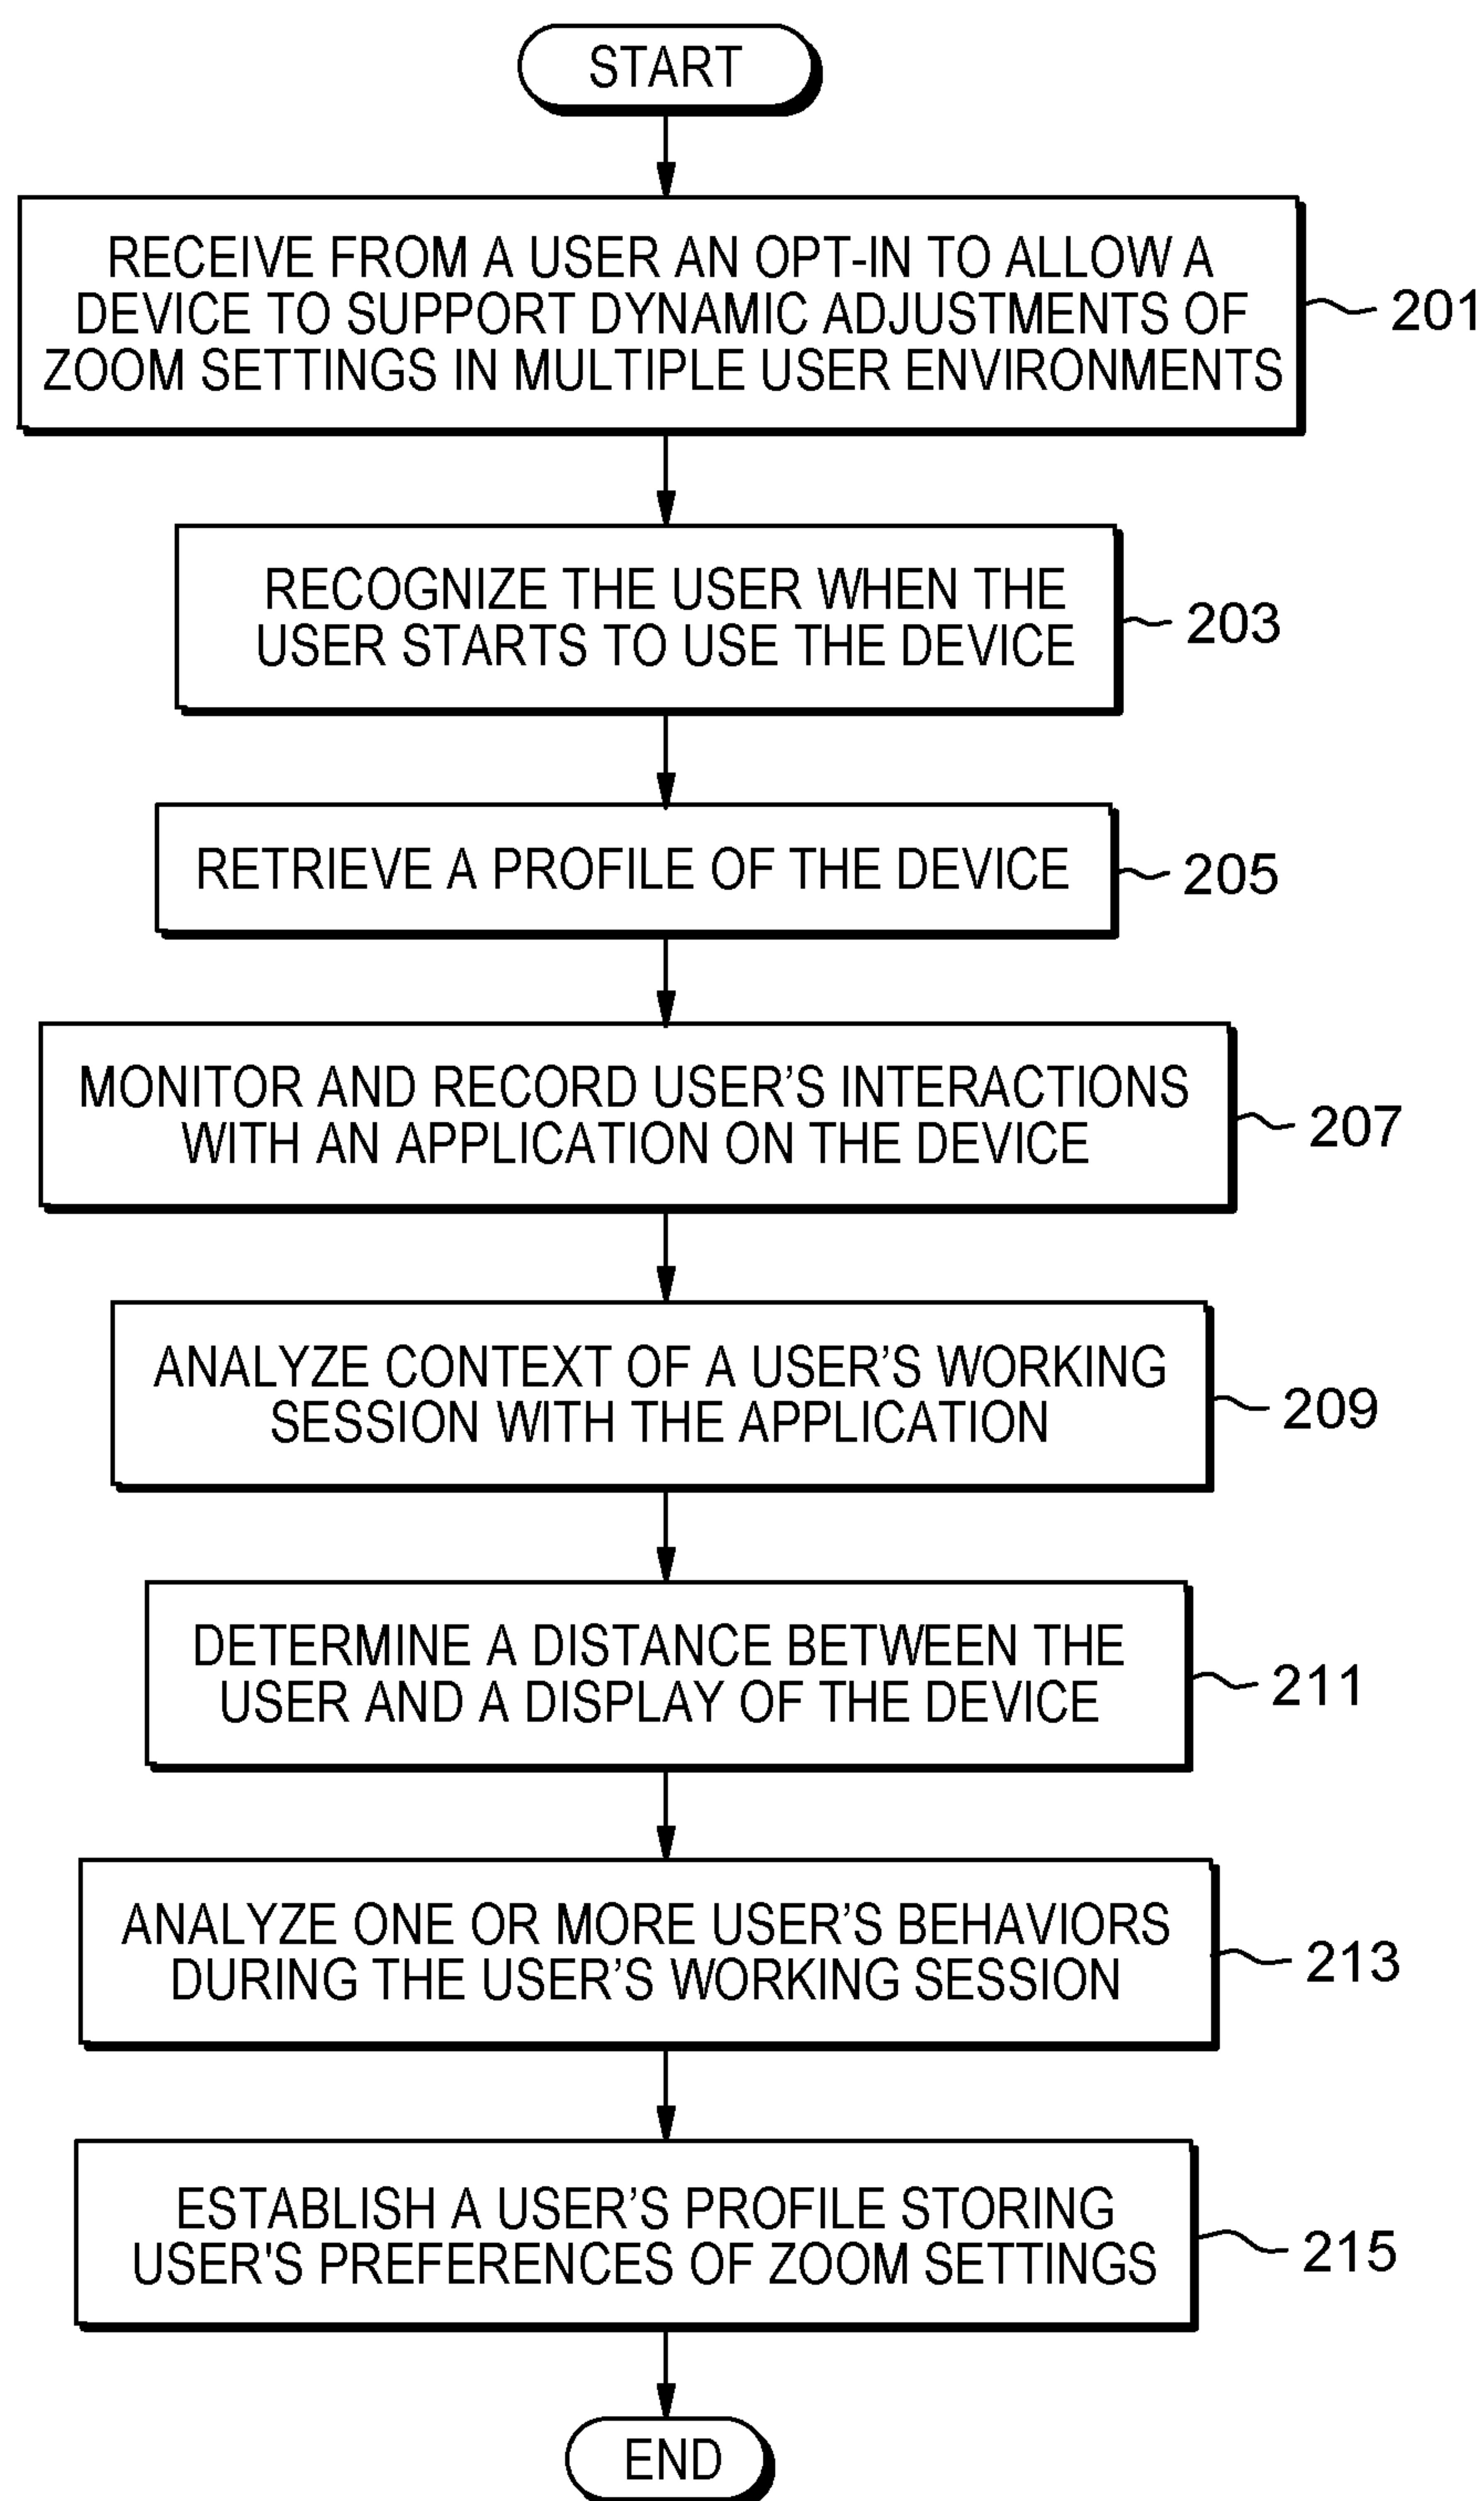 START
RECEIVE FROM A USER AN OPT-IN TO ALLOW A
DEVICE TO SUPPORT DYNAMIC ADJUSTMENTS OF
ZOOM SETTINGS IN MULTIPLE USER ENVIRONMENTS
201
RECOGNIZE THE USER WHEN THE
USER STARTS TO USE THE DEVICE
203
RETRIEVE A PROFILE OF THE DEVICE
205
MONITOR AND RECORD USER'S INTERACTIONS
WITH AN APPLICATION ON THE DEVICE
207
ANALYZE CONTEXT OF A USER'S WORKING
SESSION WITH THE APPLICATION
209
DETERMINE A DISTANCE BETWEEN THE
USER AND A DISPLAY OF THE DEVICE
211
ANALYZE ONE OR MORE USER'S BEHAVIORS
DURING THE USER'S WORKING SESSION
213
ESTABLISH A USER'S PROFILE STORING
USER'S PREFERENCES OF ZOOM SETTINGS
215
END